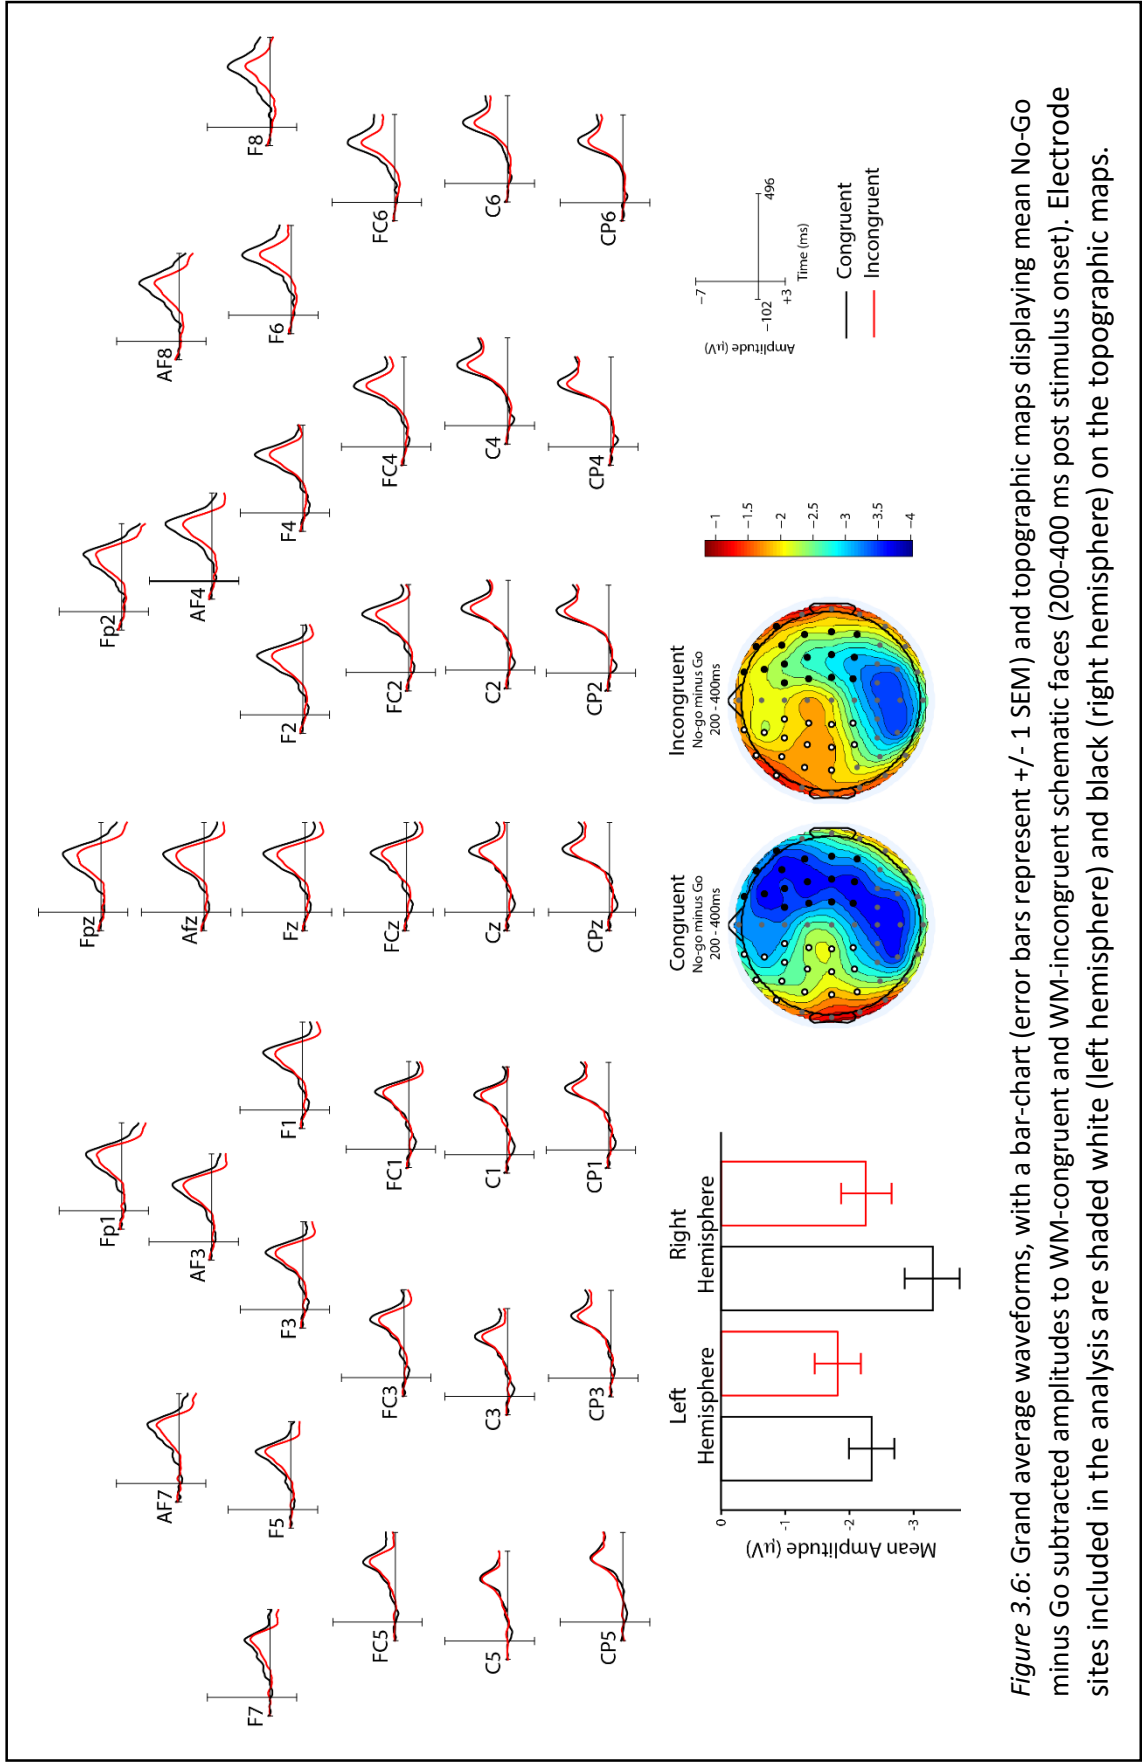 Fpz
Fp1
Fp2
Afz
AF3
AF4
AF7
AF8
F7
F5
F3
F1
Fz
F2
F4
F6
F8
FC5
FC3
FC1
FCz
FC2
FC4
FC6
C5
C3
C1
Cz
C2
C4
C6
CP5
CP3
CP1
CPz
CP2
CP4
CP6
Mean Amplitude (μV)
0
-1
-2
-3
Left
Hemisphere
Right
Hemisphere
Congruent
No-go minus Go
200 - 400ms
Incongruent
No-go minus Go
200 - 400ms
−1
−1.5
−2
−2.5
−3
−3.5
−4
Amplitude (μV)
−7
+3
−102
496
Time (ms)
Congruent
Incongruent
Figure 3.6: Grand average waveforms, with a bar-chart (error bars represent +/- 1 SEM) and topographic maps displaying mean No-Go
minus Go subtracted amplitudes to WM-congruent and WM-incongruent schematic faces (200-400 ms post stimulus onset). Electrode
sites included in the analysis are shaded white (left hemisphere) and black (right hemisphere) on the topographic maps.